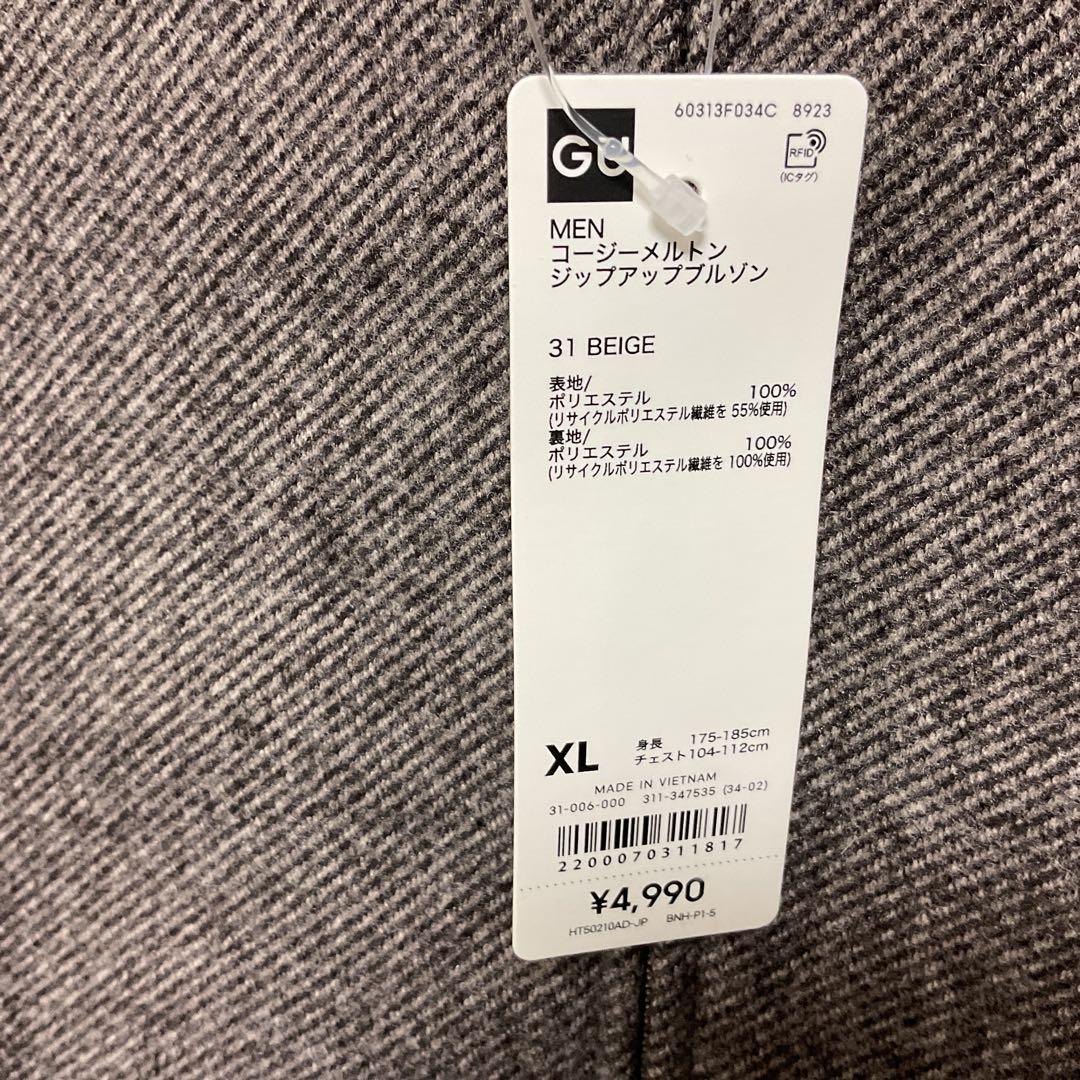 60313F034C 8923
GU
RFID
(ICタグ)
MEN
コージーメルトン
ジップアップブルゾン
31 BEIGE
表地/
ポリエステル 100%
(リサイクルポリエステル繊維を 55%使用)
裏地/
ポリエステル 100%
(リサイクルポリエステル繊維を 100%使用)
XL
身長 175-185cm
チェスト104-112cm
MADE IN VIETNAM
31-006-000 311-347535 (34-02)
2200070311817
¥4,990
HT50210AD-JP BNH-P1-5